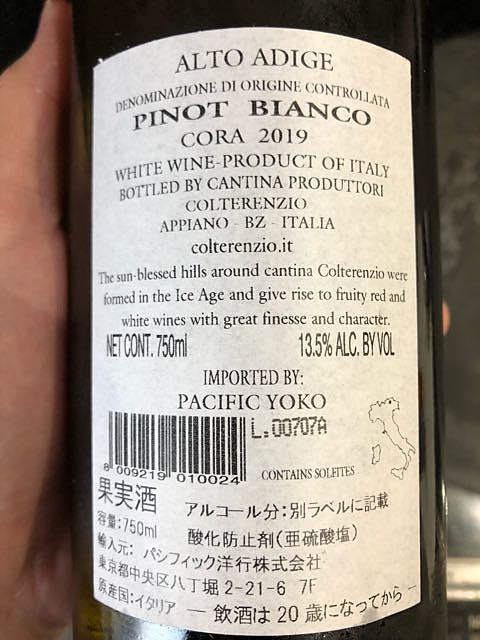 ALTO ADIGE
DENOMINAZIONE DI ORIGINE CONTROLLATA
PINOT BIANCO
CORA 2019
WHITE WINE-PRODUCT OF ITALY
BOTTLED BY CANTINA PRODUTTORI
COLTERENZIO
APPIANO - BZ - ITALIA
colterenzio.it
The sun-blessed hills around cantina Colterenzio were
formed in the Ice Age and give rise to fruity red and
white wines with great finesse and character.
NET CONT. 750ml 13.5% ALC. BY VOL
IMPORTED BY:
PACIFIC YOKO
L.00707A
8 009219 010024
CONTAINS SOLFITES
果実酒 アルコール分:別ラベルに記載
容量:750ml 酸化防止剤(亜硫酸塩)
輸入元: パシフィック洋行株式会社
東京都中央区八丁堀 2-21-6 7F
原産国:イタリア ― 飲酒は 20 歳になってから ―